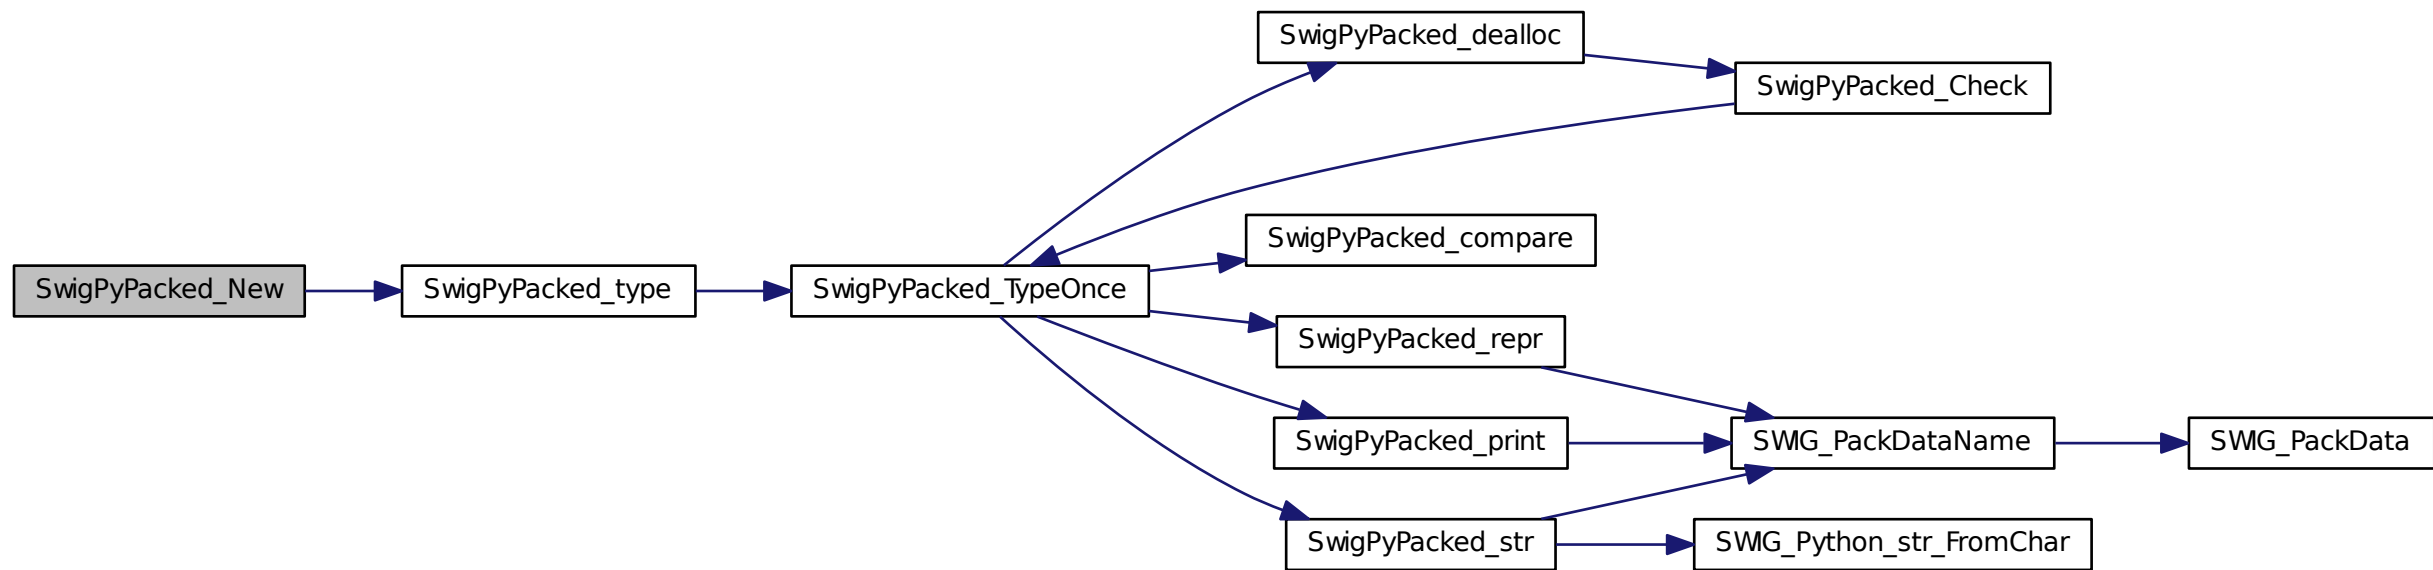 SwigPyPacked_New
SwigPyPacked_type
SwigPyPacked_TypeOnce
SwigPyPacked_dealloc
SwigPyPacked_Check
SwigPyPacked_compare
SwigPyPacked_repr
SwigPyPacked_print
SWIG_PackDataName
SWIG_PackData
SwigPyPacked_str
SWIG_Python_str_FromChar